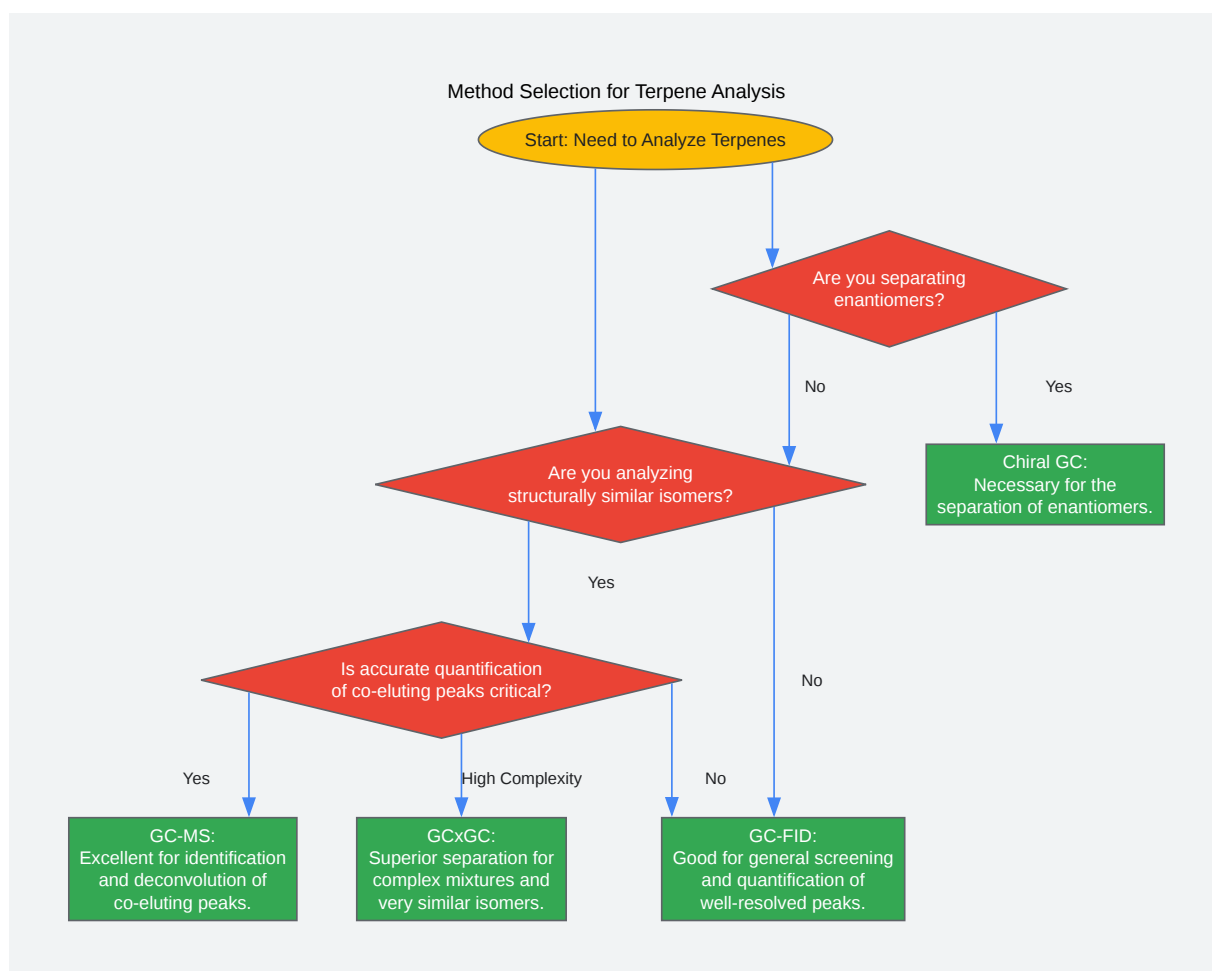 Method Selection for Terpene Analysis
Start: Need to Analyze Terpenes
Are you separating
enantiomers?
No
Yes
Chiral GC:
Necessary for the
separation of enantiomers.
Are you analyzing
structurally similar isomers?
Yes
No
Is accurate quantification
of co-eluting peaks critical?
Yes
High Complexity
No
GC-MS:
Excellent for identification
and deconvolution of
co-eluting peaks.
GCxGC:
Superior separation for
complex mixtures and
very similar isomers.
GC-FID:
Good for general screening
and quantification of
well-resolved peaks.